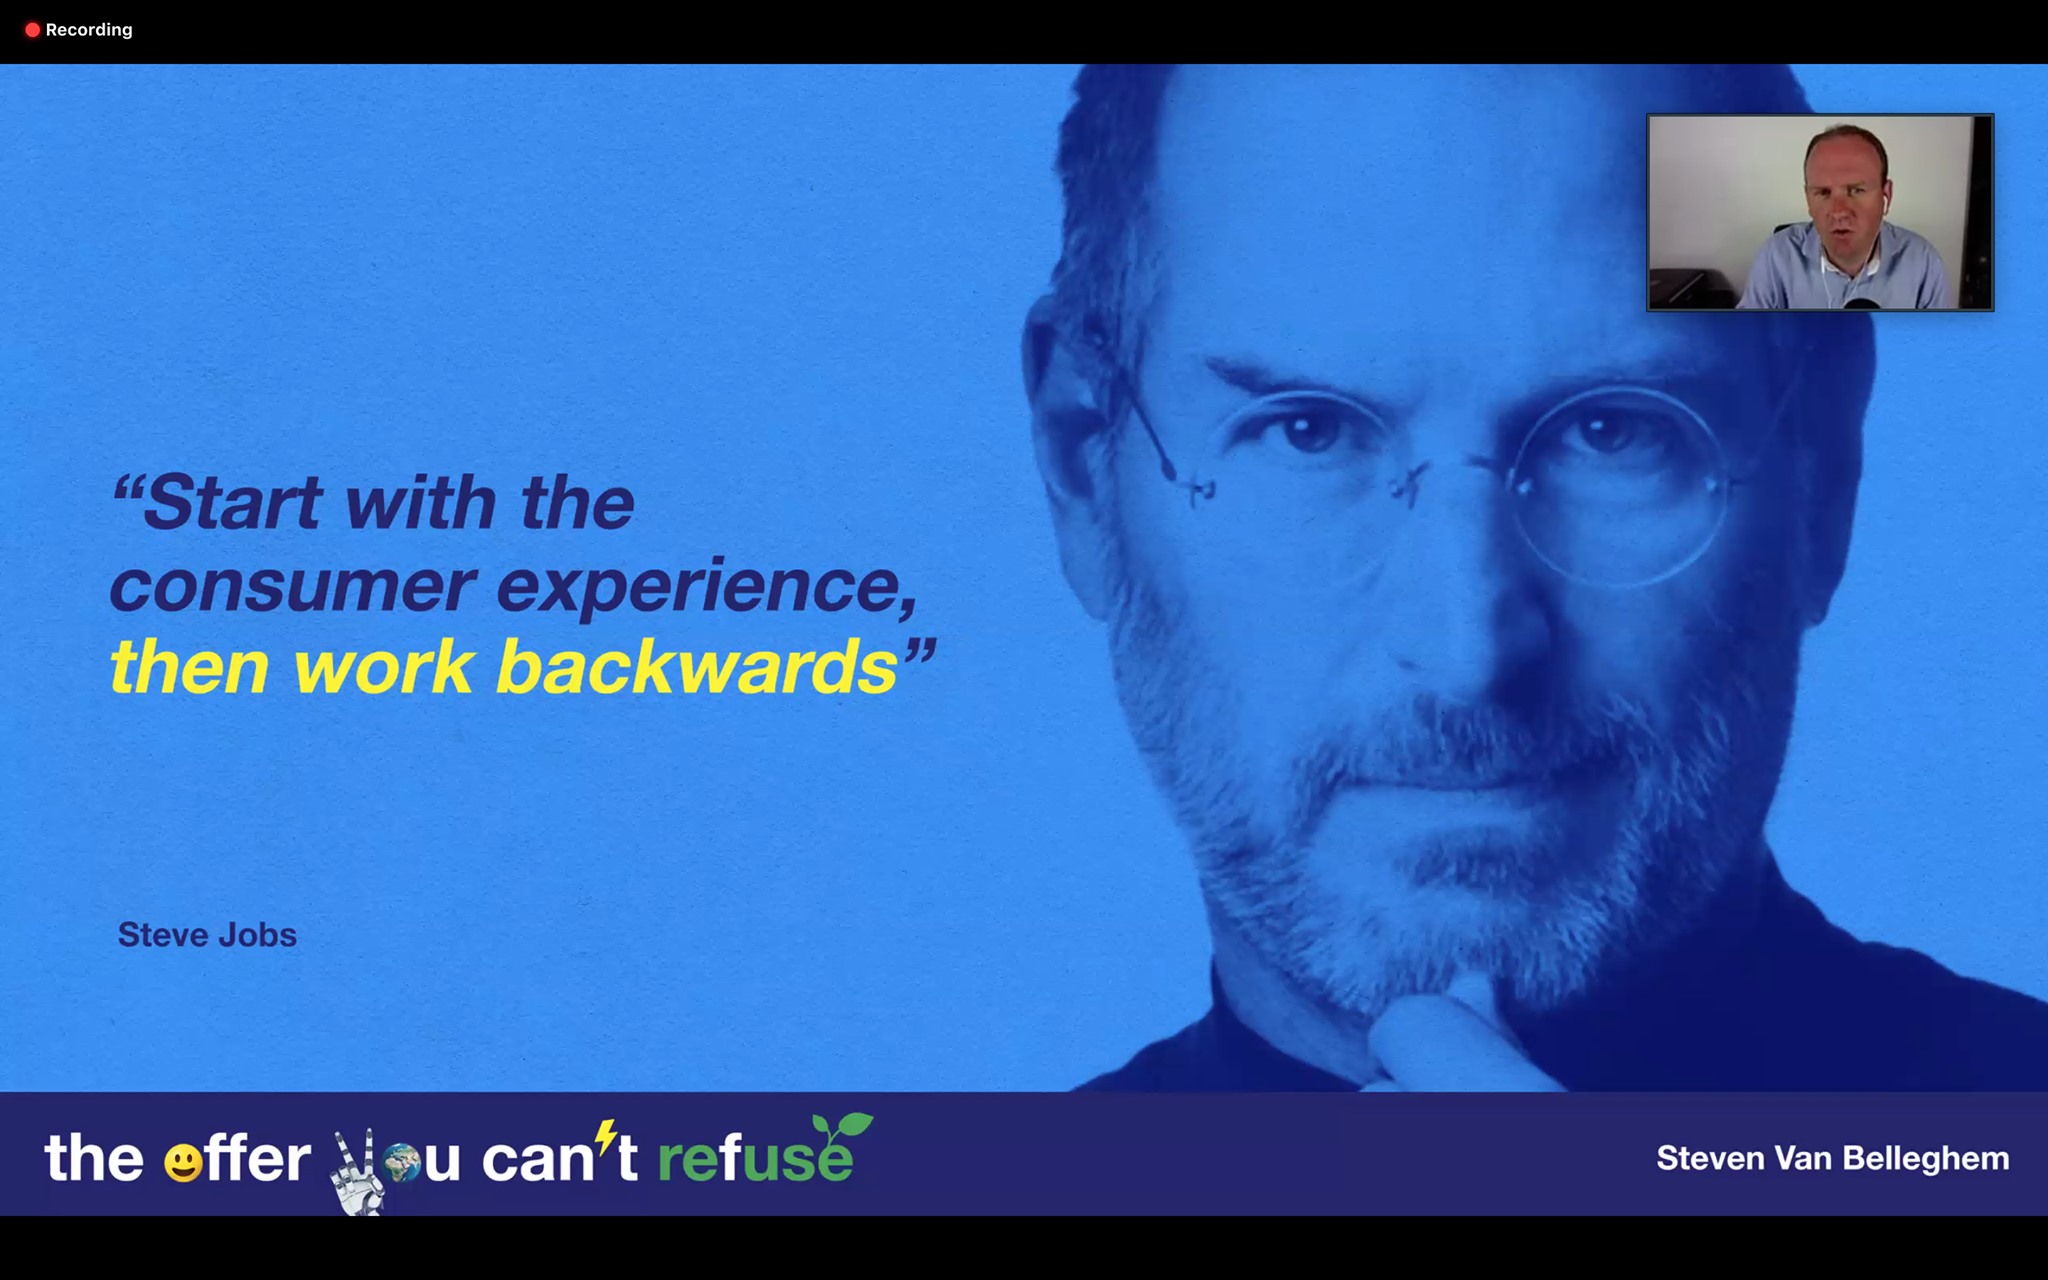 Recording
“Start with the
consumer experience,
then work backwards”
Steve Jobs
the offer you can't refuse
Steven Van Belleghem